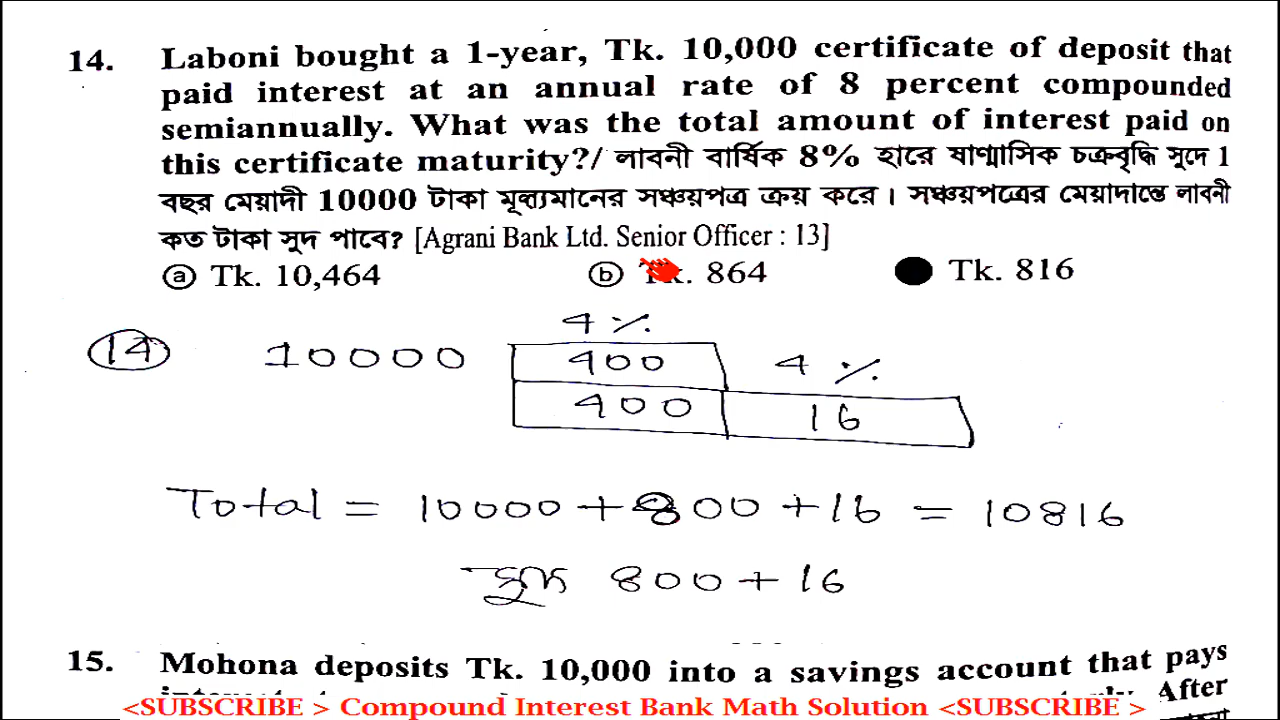 14. Laboni bought a 1-year, Tk. 10,000 certificate of deposit that
paid interest at an annual rate of 8 percent compounded
semiannually. What was the total amount of interest paid on
this certificate maturity?/ লাবনী বার্ষিক 8% হারে ষাণ্মাসিক চক্রবৃদ্ধি সুদে 1
বছর মেয়াদী 10000 টাকা মূল্যমানের সঞ্চয়পত্র ক্রয় করে। সঞ্চয়পত্রের মেয়াদান্তে লাবনী
কত টাকা সুদ পাবে? [Agrani Bank Ltd. Senior Officer : 13]
ⓐ Tk. 10,464 ⓑ Tk. 864 Tk. 816
4 %
14 10000 400 4 %
400 16
Total = 10000 + 800 + 16 = 10816
সুদ 800 + 16
15. Mohona deposits Tk. 10,000 into a savings account that pays
After
<SUBSCRIBE > Compound Interest Bank Math Solution <SUBSCRIBE >